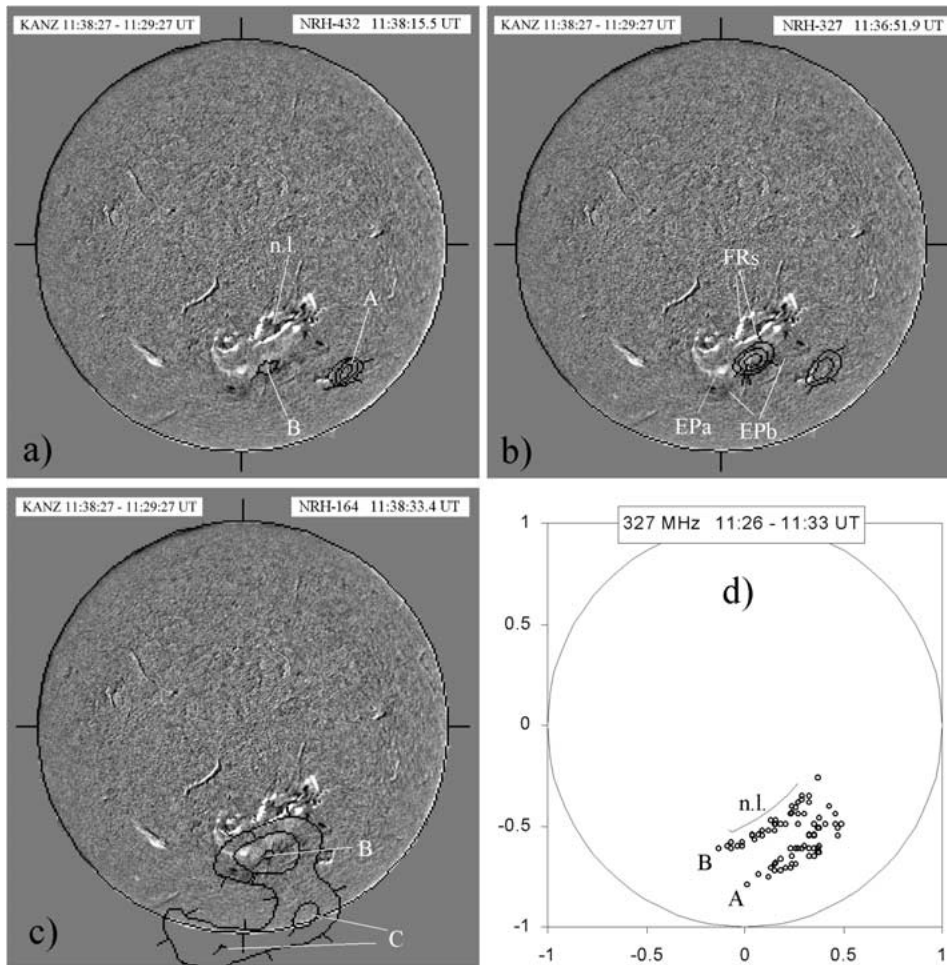 KANZ 11:38:27 - 11:29:27 UT
NRH-432 11:38:15.5 UT
n.l.
A
B
a)
KANZ 11:38:27 - 11:29:27 UT
NRH-327 11:36:51.9 UT
FRs
EPa
EPb
b)
KANZ 11:38:27 - 11:29:27 UT
NRH-164 11:38:33.4 UT
B
C
c)
327 MHz 11:26 - 11:33 UT
d)
1
0.5
0
-0.5
-1
n.l.
B
A
-1
-0.5
0
0.5
1